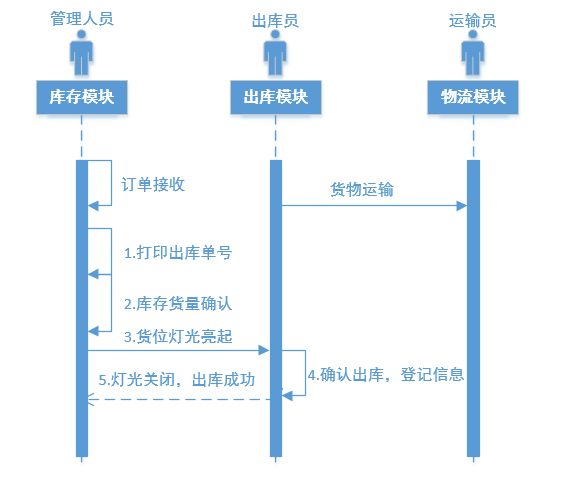 管理人员
出库员
运输员
库存模块
出库模块
物流模块
订单接收
货物运输
1.打印出库单号
2.库存货量确认
3.货位灯光亮起
4.确认出库，登记信息
5.灯光关闭，出库成功